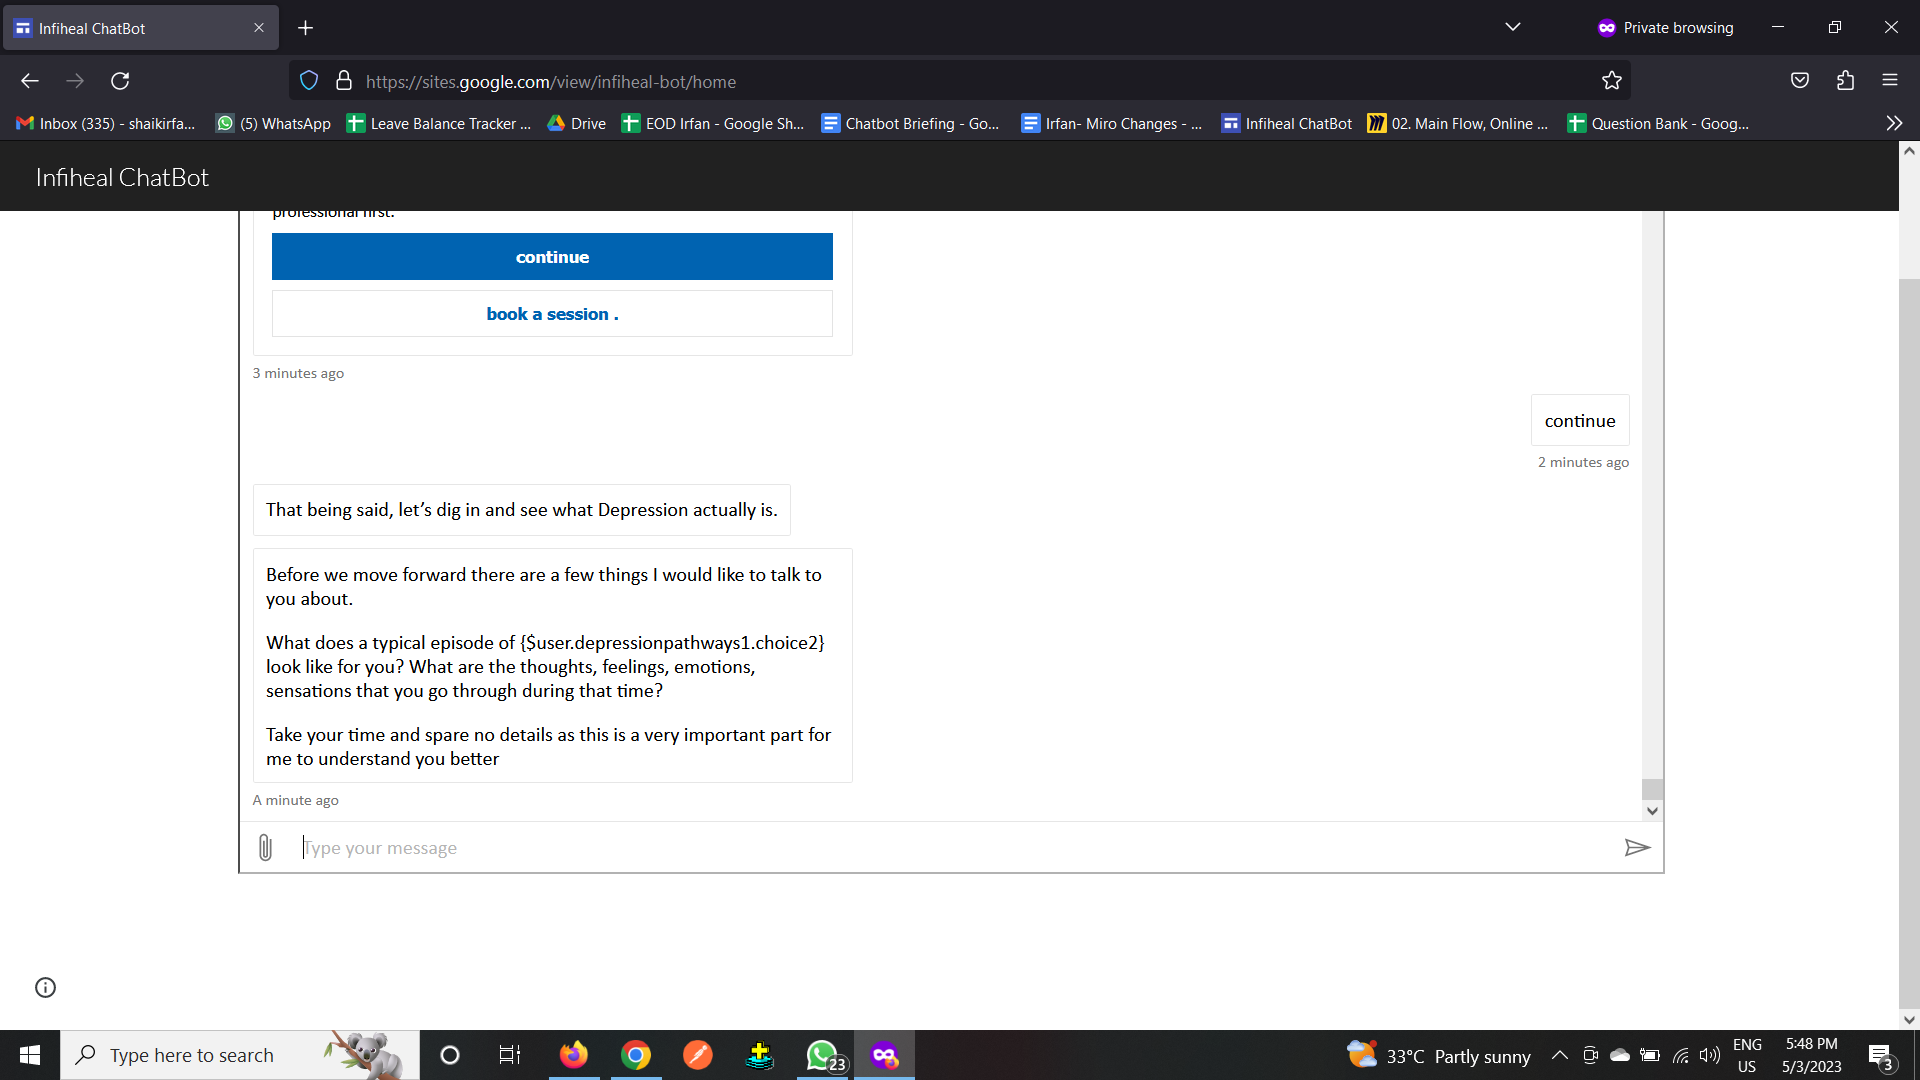 Infiheal ChatBot
Private browsing
https://sites.google.com/view/infiheal-bot/home
Inbox (335) - shaikirfa...
(5) WhatsApp
Leave Balance Tracker ...
Drive
EOD Irfan - Google Sh...
Chatbot Briefing - Go...
Irfan- Miro Changes - ...
Infiheal ChatBot
02. Main Flow, Online ...
Question Bank - Goog...
Infiheal ChatBot
professional first.
continue
book a session .
3 minutes ago
continue
2 minutes ago
That being said, let’s dig in and see what Depression actually is.
Before we move forward there are a few things I would like to talk to
you about.
What does a typical episode of {$user.depressionpathways1.choice2}
look like for you? What are the thoughts, feelings, emotions,
sensations that you go through during that time?
Take your time and spare no details as this is a very important part for
me to understand you better
A minute ago
Type your message
Type here to search
23
33°C Partly sunny
ENG
US
5:48 PM
5/3/2023
3